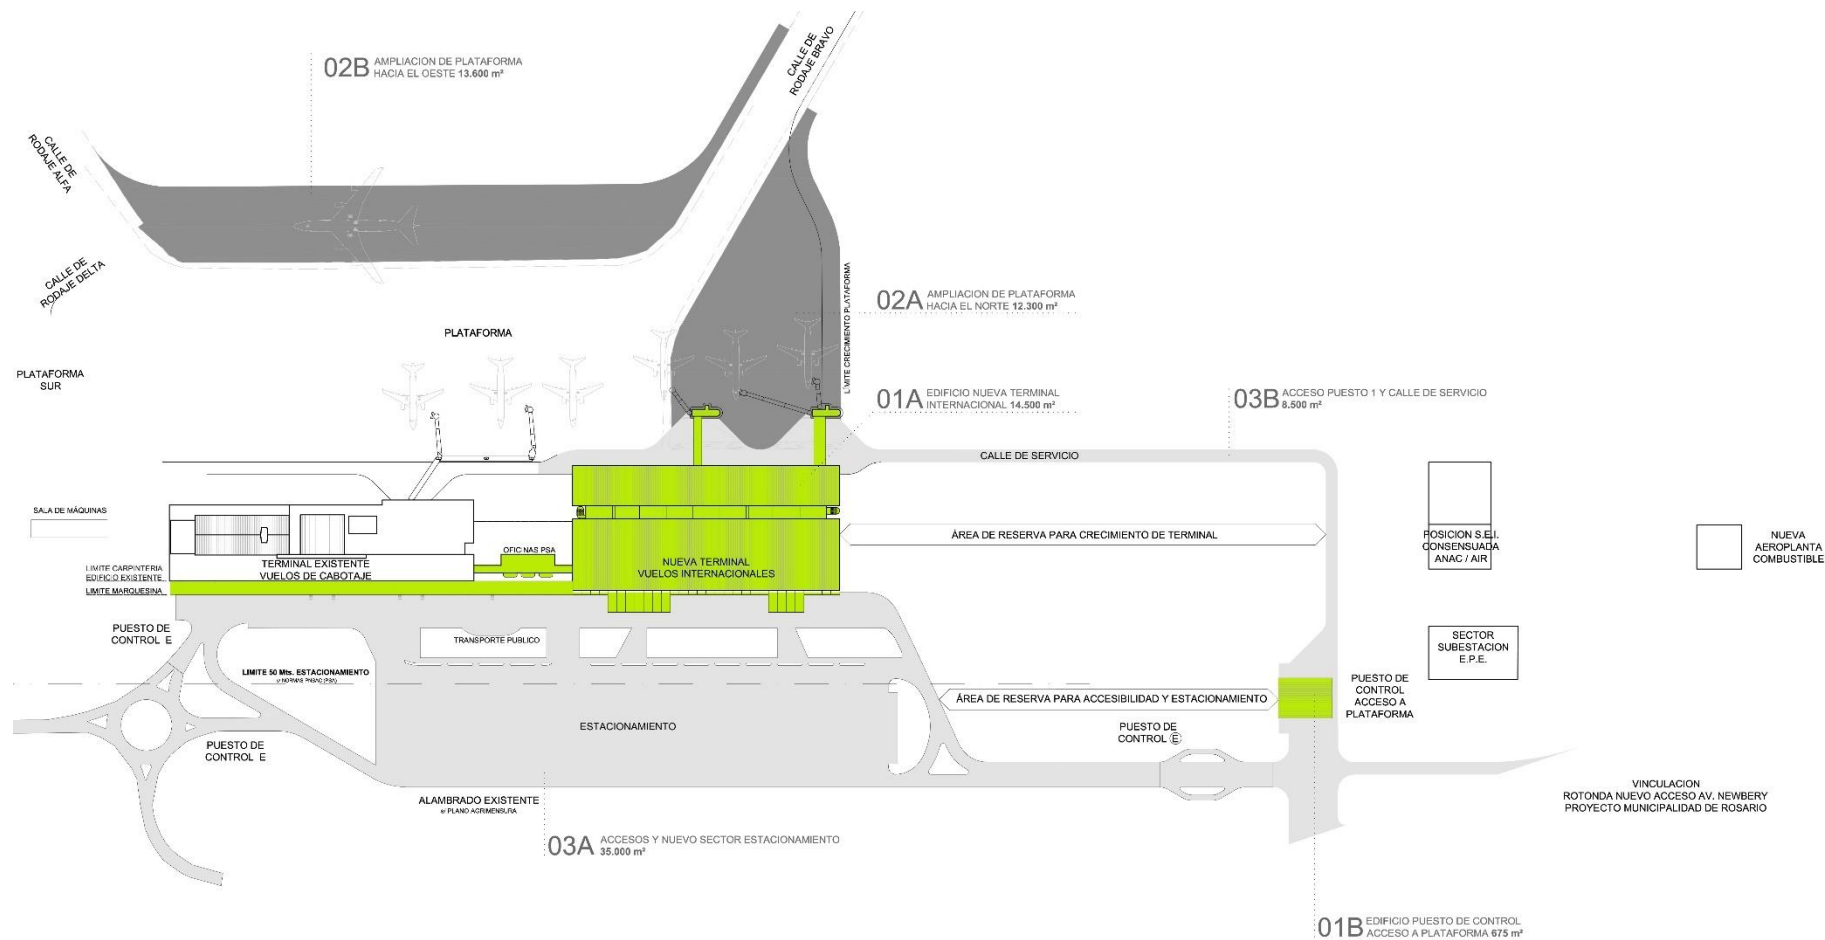 02B AMPLIACION DE PLATAFORMA
HACIA EL OESTE 13.600 m²
CALLE DE
RODAJE BRAVO
CALLE DE
RODAJE ALFA
CALLE DE
RODAJE DELTA
02A AMPLIACION DE PLATAFORMA
HACIA EL NORTE 12.300 m²
LÍMITE CRECIMIENTO PLATAFORMA
PLATAFORMA
PLATAFORMA
SUR
01A EDIFICIO NUEVA TERMINAL
INTERNACIONAL 14.500 m²
03B ACCESO PUESTO 1 Y CALLE DE SERVICIO
8.500 m²
CALLE DE SERVICIO
SALA DE MÁQUINAS
ÁREA DE RESERVA PARA CRECIMIENTO DE TERMINAL
POSICION S.E.I.
CONSENSUADA
ANAC / AIR
NUEVA
AEROPLANTA
COMBUSTIBLE
OFIC NAS PSA
TERMINAL EXISTENTE
VUELOS DE CABOTAJE
NUEVA TERMINAL
VUELOS INTERNACIONALES
LIMITE CARPINTERIA
EDIFICIO EXISTENTE
LIMITE MARQUESINA
PUESTO DE
CONTROL E
TRANSPORTE PUBLICO
SECTOR
SUBESTACION
E.P.E.
LIMITE 50 Mts. ESTACIONAMIENTO
s/ NORMAS PNSAC (PSA)
ÁREA DE RESERVA PARA ACCESIBILIDAD Y ESTACIONAMIENTO
PUESTO DE
CONTROL
ACCESO A
PLATAFORMA
ESTACIONAMIENTO
PUESTO DE
CONTROL E
PUESTO DE
CONTROL E
ALAMBRADO EXISTENTE
s/ PLANO AGRIMENSURA
VINCULACION
ROTONDA NUEVO ACCESO AV. NEWBERY
PROYECTO MUNICIPALIDAD DE ROSARIO
03A ACCESOS Y NUEVO SECTOR ESTACIONAMIENTO
35.000 m²
01B EDIFICIO PUESTO DE CONTROL
ACCESO A PLATAFORMA 675 m²